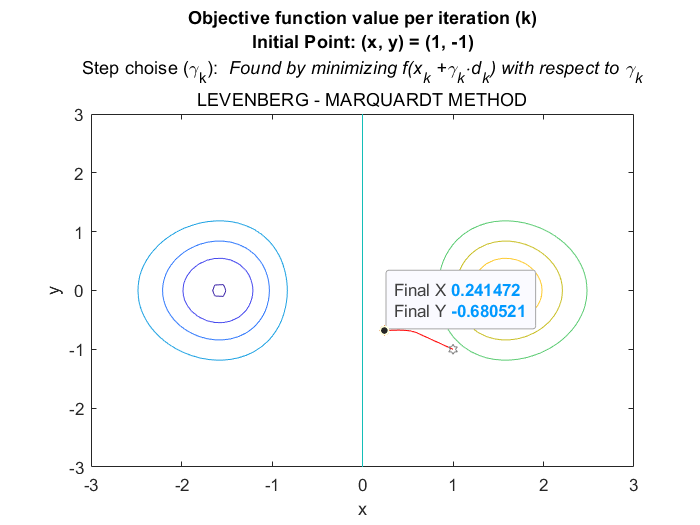 Objective function value per iteration (k)
Initial Point: (x, y) = (1, -1)
Step choise (γk): Found by minimizing f(xk +γk·dk) with respect to γk
LEVENBERG - MARQUARDT METHOD
3
2
1
0
-1
-2
-3
y
Final X 0.241472
Final Y -0.680521
-3 -2 -1 0 1 2 3
x